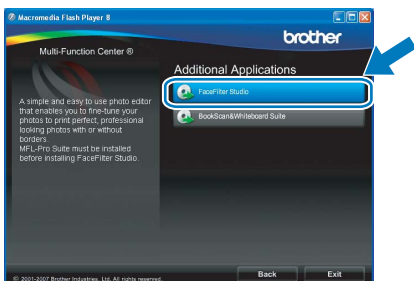 Macromedia Flash Player 8
brother
Multi-Function Center ®
Additional Applications
FaceFilter Studio
BookScan&Whiteboard Suite
A simple and easy to use photo editor
that enables you to fine-tune your
photos to print perfect, professional
looking photos with or without
borders.
MFL-Pro Suite must be installed
before installing FaceFilter Studio.
Back
Exit
© 2001-2007 Brother Industries, Ltd. All rights reserved.